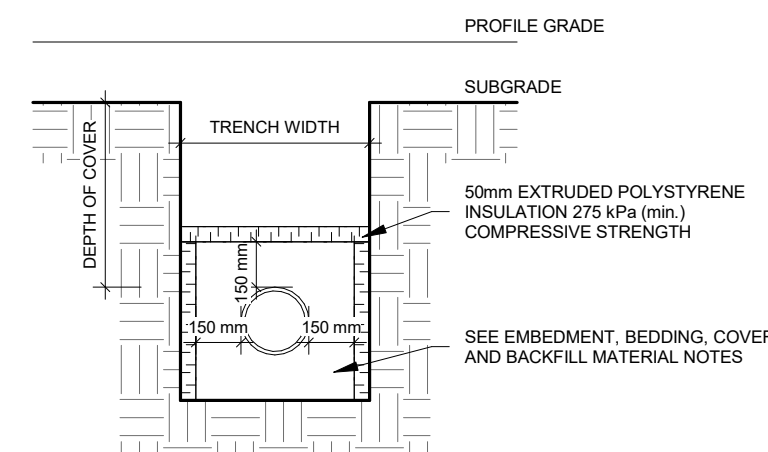 PROFILE GRADE
SUBGRADE
TRENCH WIDTH
DEPTH OF COVER
50mm EXTRUDED POLYSTYRENE
INSULATION 275 kPa (min.)
COMPRESSIVE STRENGTH
150 mm
150 mm
150 mm
SEE EMBEDMENT, BEDDING, COVER
AND BACKFILL MATERIAL NOTES